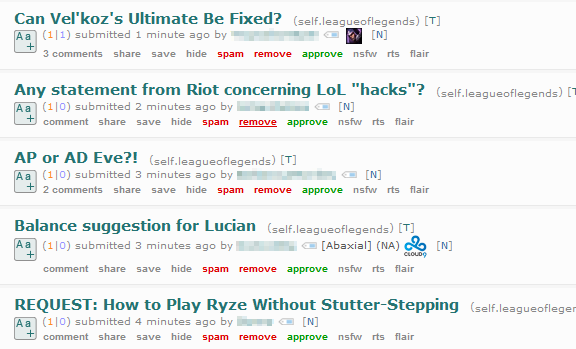 Can Vel'koz's Ultimate Be Fixed? (self.leagueoflegends) [T]
Aa+ (1|1) submitted 1 minute ago by [N]
3 comments share save hide spam remove approve nsfw rts flair
Any statement from Riot concerning LoL "hacks"? (self.leagueoflegends) [T
Aa+ (1|0) submitted 2 minutes ago by [N]
comment share save hide spam remove approve nsfw rts flair
AP or AD Eve?! (self.leagueoflegends) [T]
Aa+ (1|0) submitted 3 minutes ago by [N]
2 comments share save hide spam remove approve nsfw rts flair
Balance suggestion for Lucian (self.leagueoflegends) [T]
Aa+ (1|0) submitted 3 minutes ago by [Abaxial] (NA) CLOUD9 [N]
comment share save hide spam remove approve nsfw rts flair
REQUEST: How to Play Ryze Without Stutter-Stepping (self.leagueoflegen
Aa+ (1|0) submitted 4 minutes ago by [N]
comment share save hide spam remove approve nsfw rts flair